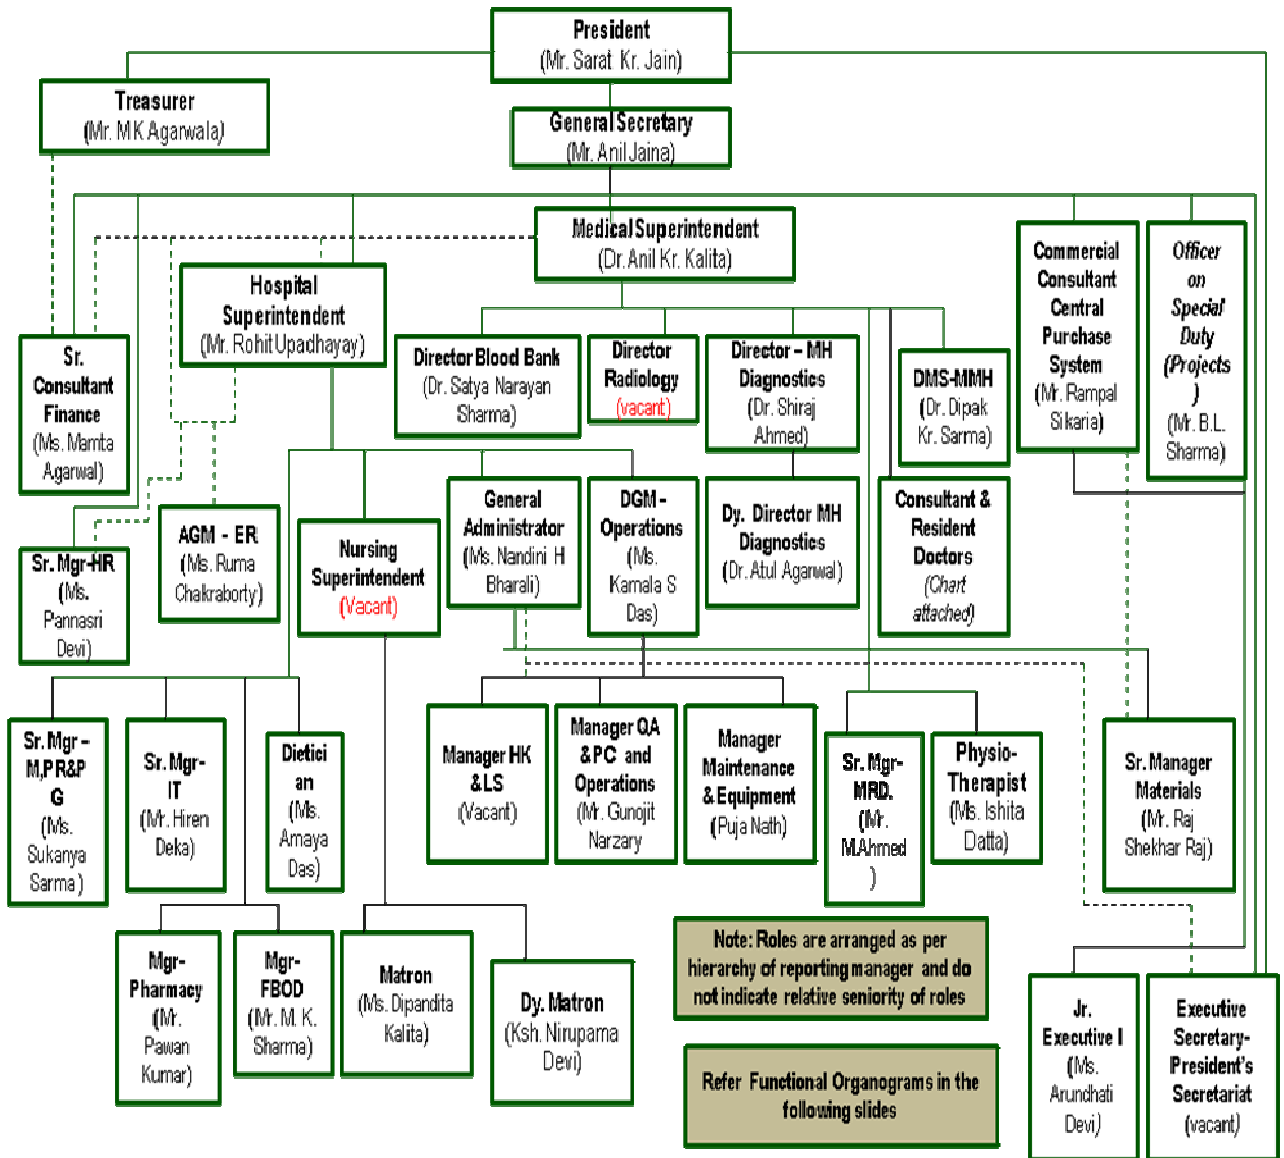 President
(Mr. Sarat Kr. Jain)
Treasurer
(Mr. M K Agarwala)
General Secretary
(Mr. Anil Jaina)
Medical Superintendent
(Dr. Anil Kr. Kalita)
Commercial
Consultant
Central
Purchase
System
(Mr. Rampal
Sikaria)
Officer
on
Special
Duty
(Projects
)
(Mr. B.L.
Sharma)
Hospital
Superintendent
(Mr. Rohit Upadhayay)
Sr.
Consultant
Finance
(Ms. Mamta
Agarwal)
Director Blood Bank
(Dr. Satya Narayan
Sharma)
Director
Radiology
(vacant)
Director – MH
Diagnostics
(Dr. Shiraj
Ahmed)
DMS-MMH
(Dr. Dipak
Kr. Sarma)
Sr. Mgr-HR
(Ms.
Pannasri
Devi)
AGM – ER
(Ms. Ruma
Chakraborty)
Nursing
Superintendent
(Vacant)
General
Administrator
(Ms. Nandini H
Bharali)
DGM –
Operations
(Ms.
Kamala S
Das)
Dy. Director MH
Diagnostics
(Dr. Atul Agarwal)
Consultant &
Resident
Doctors
(Chart
attached)
Sr. Mgr –
M,PR&P
G
(Ms.
Sukanya
Sarma)
Sr. Mgr-
IT
(Mr. Hiren
Deka)
Dietici
an
(Ms.
Amaya
Das)
Manager HK
& LS
(Vacant)
Manager QA
& PC and
Operations
(Mr. Gunojit
Narzary
Manager
Maintenance
& Equipment
(Puja Nath)
Sr. Mgr-
MRD.
(Mr.
M.Ahmed
)
Physio-
Therapist
(Ms. Ishita
Datta)
Sr. Manager
Materials
(Mr. Raj
Shekhar Raj)
Mgr-
Pharmacy
(Mr.
Pawan
Kumar)
Mgr-
FBOD
(Mr. M. K.
Sharma)
Matron
(Ms. Dipandita
Kalita)
Dy. Matron
(Ksh. Nirupama
Devi)
Note: Roles are arranged as per
hierarchy of reporting manager and do
not indicate relative seniority of roles
Refer Functional Organograms in the
following slides
Jr.
Executive I
(Ms.
Arundhati
Devi)
Executive
Secretary-
President's
Secretariat
(vacant)